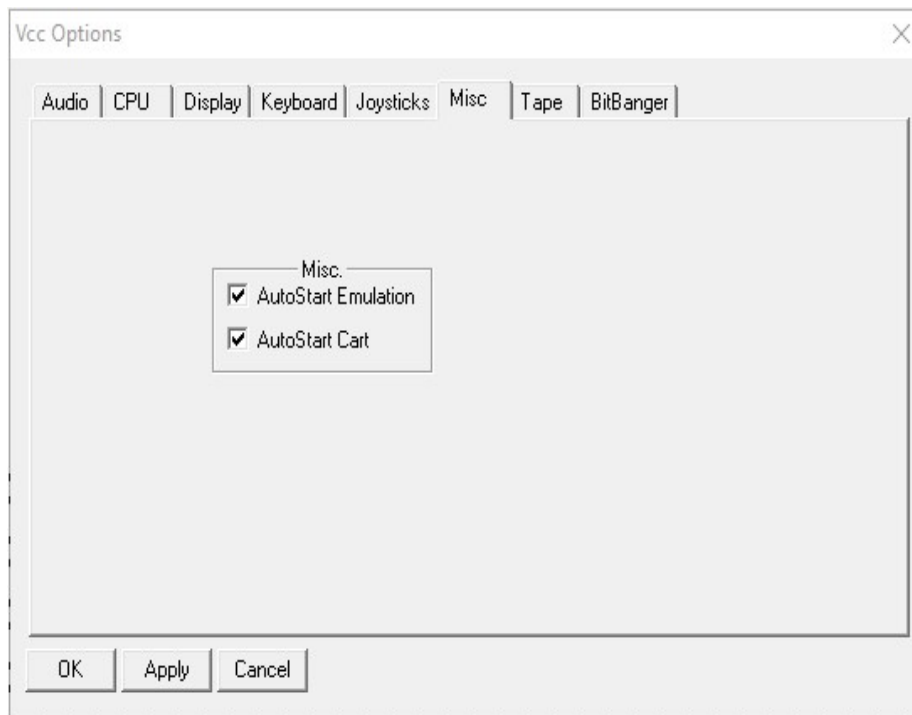 Vcc Options
Audio CPU Display Keyboard Joysticks Misc Tape BitBanger
Misc.
AutoStart Emulation
AutoStart Cart
OK Apply Cancel